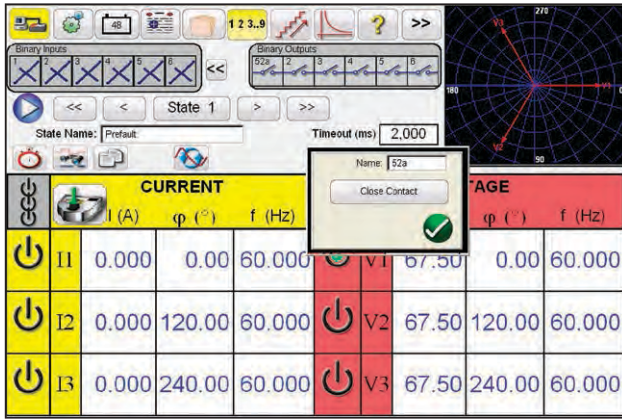 48 1 2 3..9 ? >>
270
V3
180
V1
V2
90
Binary Inputs
1 2 3 4 5 6
<<
Binary Outputs
52a 2 3 4 5 6
<< < State 1 > >>
State Name: Prefault
Timeout (ms) 2,000
Name: 52a
Close Contact
CURRENT
TAGE
I (A) φ (°) f (Hz)
φ (°) f (Hz)
I1 0.000 0.00 60.000 V1 67.50 0.00 60.000
I2 0.000 120.00 60.000 V2 67.50 120.00 60.000
I3 0.000 240.00 60.000 V3 67.50 240.00 60.000